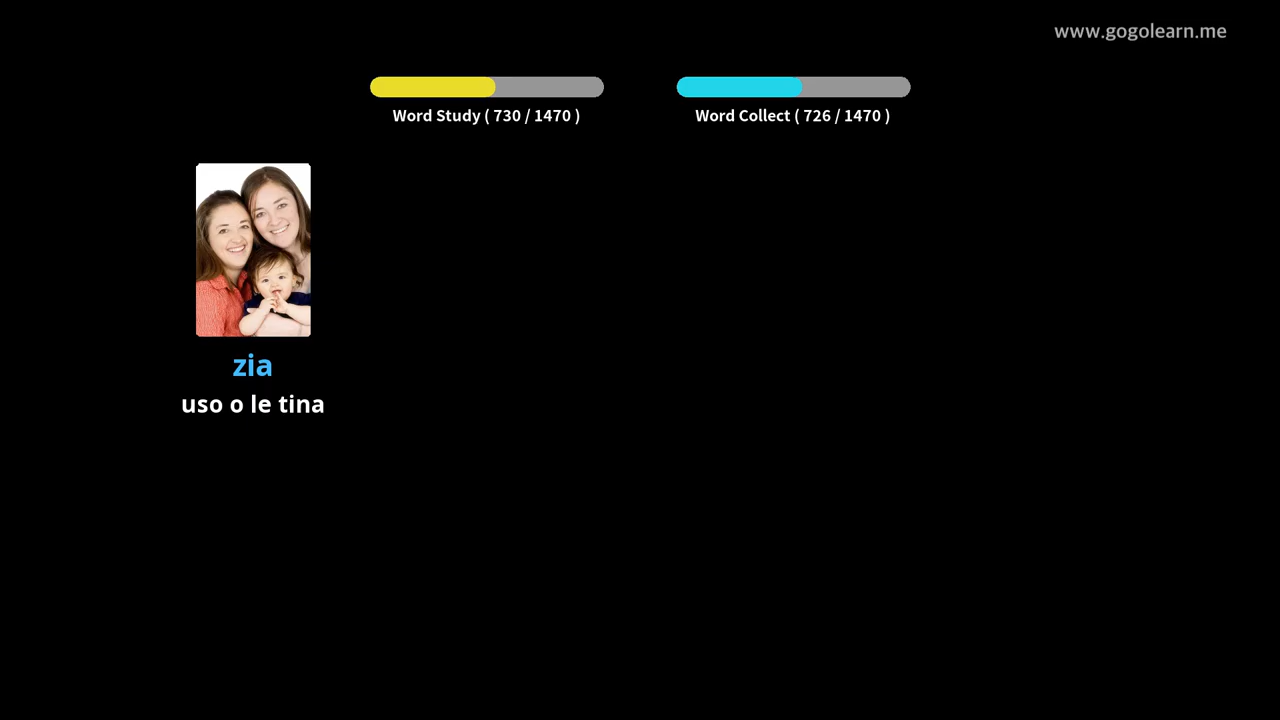 www.gogolearn.me
Word Study ( 730 / 1470 )
Word Collect ( 726 / 1470 )
zia
uso o le tina